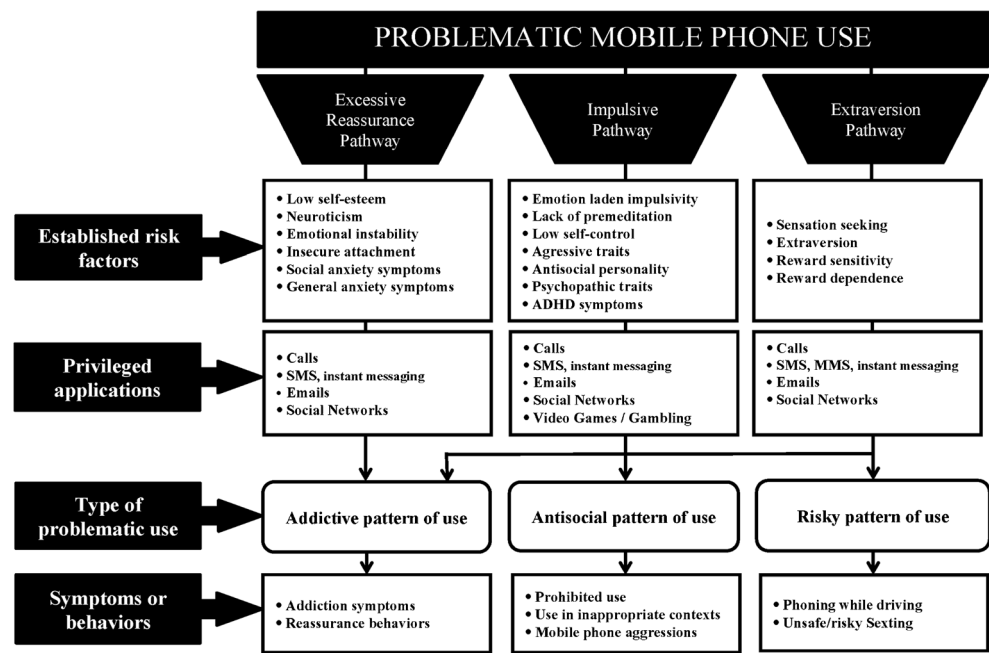 PROBLEMATIC MOBILE PHONE USE
Excessive
Reassurance
Pathway
Impulsive
Pathway
Extraversion
Pathway
Established risk
factors
• Low self-esteem
• Neuroticism
• Emotional instability
• Insecure attachment
• Social anxiety symptoms
• General anxiety symptoms
• Emotion laden impulsivity
• Lack of premeditation
• Low self-control
• Agressive traits
• Antisocial personality
• Psychopathic traits
• ADHD symptoms
• Sensation seeking
• Extraversion
• Reward sensitivity
• Reward dependence
Privileged
applications
• Calls
• SMS, instant messaging
• Emails
• Social Networks
• Calls
• SMS, instant messaging
• Emails
• Social Networks
• Video Games / Gambling
• Calls
• SMS, MMS, instant messaging
• Emails
• Social Networks
Type of
problematic use
Addictive pattern of use
Antisocial pattern of use
Risky pattern of use
Symptoms or
behaviors
• Addiction symptoms
• Reassurance behaviors
• Prohibited use
• Use in inappropriate contexts
• Mobile phone aggressions
• Phoning while driving
• Unsafe/risky Sexting